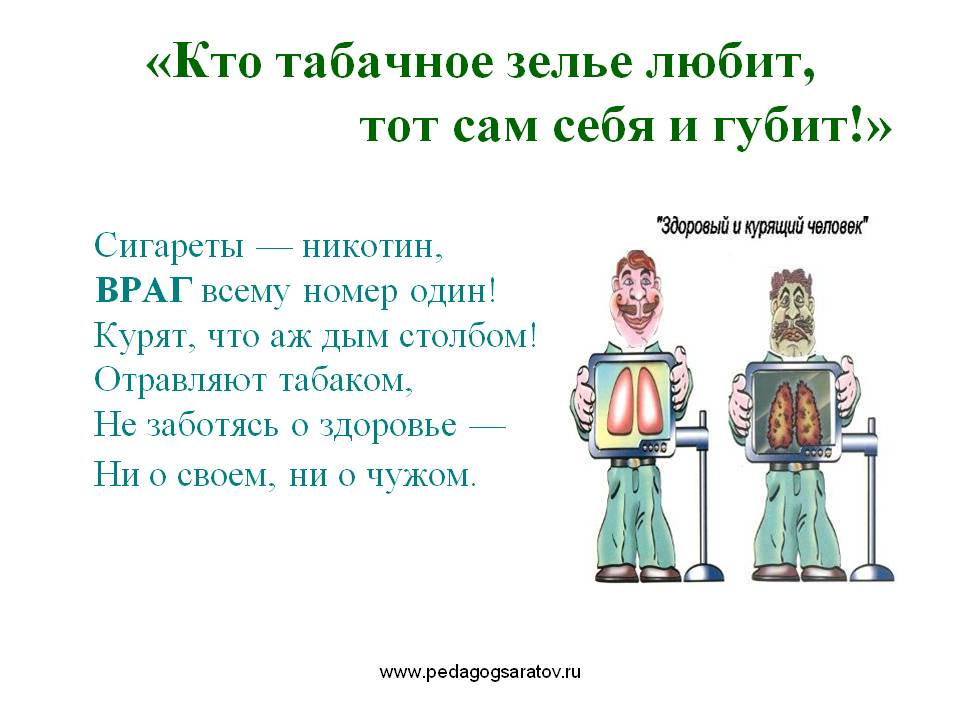 «Кто табачное зелье любит,
тот сам себя и губит!»
"Здоровый и курящий человек"
Сигареты — никотин,
ВРАГ всему номер один!
Курят, что аж дым столбом!
Отравляют табаком,
Не заботясь о здоровье —
Ни о своем, ни о чужом.
www.pedagogsaratov.ru